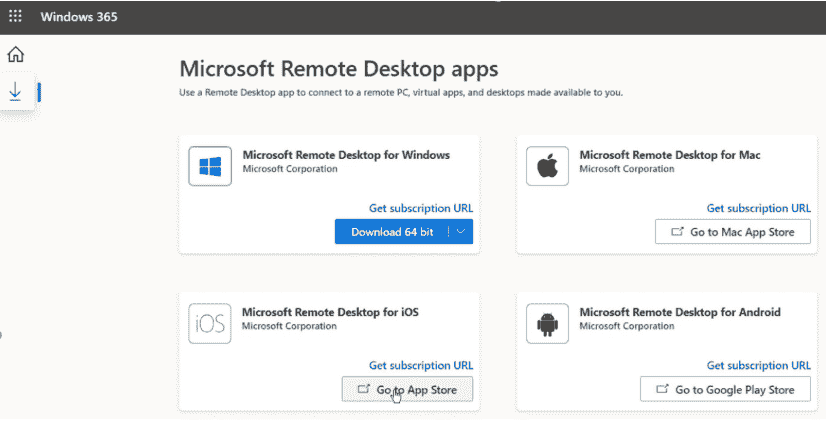 Windows 365
Microsoft Remote Desktop apps
Use a Remote Desktop app to connect to a remote PC, virtual apps, and desktops made available to you.
Microsoft Remote Desktop for Windows
Microsoft Corporation
Get subscription URL
Download 64 bit
Microsoft Remote Desktop for Mac
Microsoft Corporation
Get subscription URL
Go to Mac App Store
iOS
Microsoft Remote Desktop for iOS
Microsoft Corporation
Get subscription URL
Go to App Store
Microsoft Remote Desktop for Android
Microsoft Corporation
Get subscription URL
Go to Google Play Store